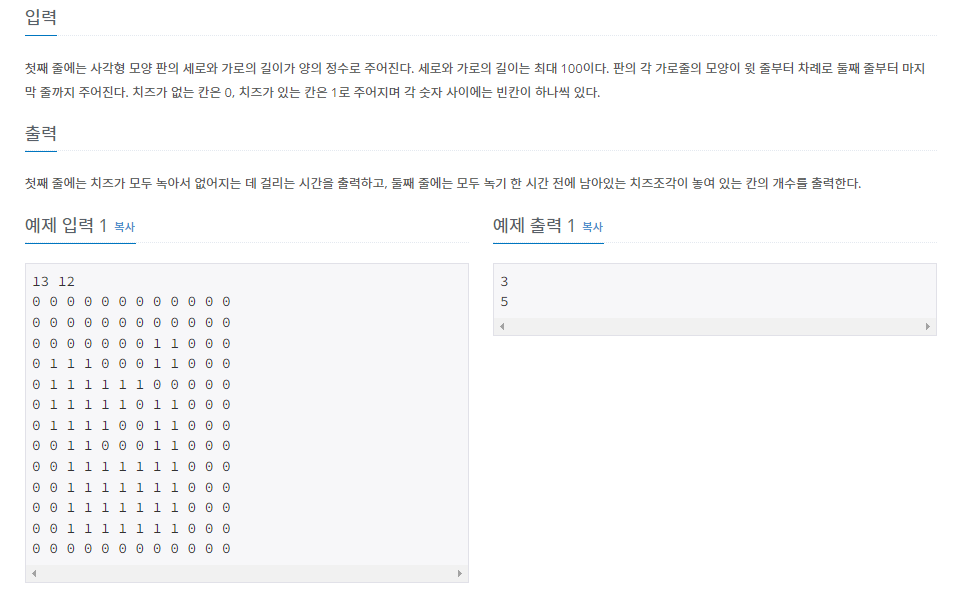 입력
첫째 줄에는 사각형 모양 판의 세로와 가로의 길이가 양의 정수로 주어진다. 세로와 가로의 길이는 최대 100이다. 판의 각 가로줄의 모양이 윗 줄부터 차례로 둘째 줄부터 마지
막 줄까지 주어진다. 치즈가 없는 칸은 0, 치즈가 있는 칸은 1로 주어지며 각 숫자 사이에는 빈칸이 하나씩 있다.
출력
첫째 줄에는 치즈가 모두 녹아서 없어지는 데 걸리는 시간을 출력하고, 둘째 줄에는 모두 녹기 한 시간 전에 남아있는 치즈조각이 놓여 있는 칸의 개수를 출력한다.
예제 입력 1 복사
13 12
0 0 0 0 0 0 0 0 0 0 0 0
0 0 0 0 0 0 0 0 0 0 0 0
0 0 0 0 0 0 0 1 1 0 0 0
0 1 1 1 0 0 0 1 1 0 0 0
0 1 1 1 1 1 1 0 0 0 0 0
0 1 1 1 1 1 0 1 1 0 0 0
0 1 1 1 1 0 0 1 1 0 0 0
0 0 1 1 0 0 0 1 1 0 0 0
0 0 1 1 1 1 1 1 1 0 0 0
0 0 1 1 1 1 1 1 1 0 0 0
0 0 1 1 1 1 1 1 1 0 0 0
0 0 1 1 1 1 1 1 1 0 0 0
0 0 0 0 0 0 0 0 0 0 0 0
예제 출력 1 복사
3
5